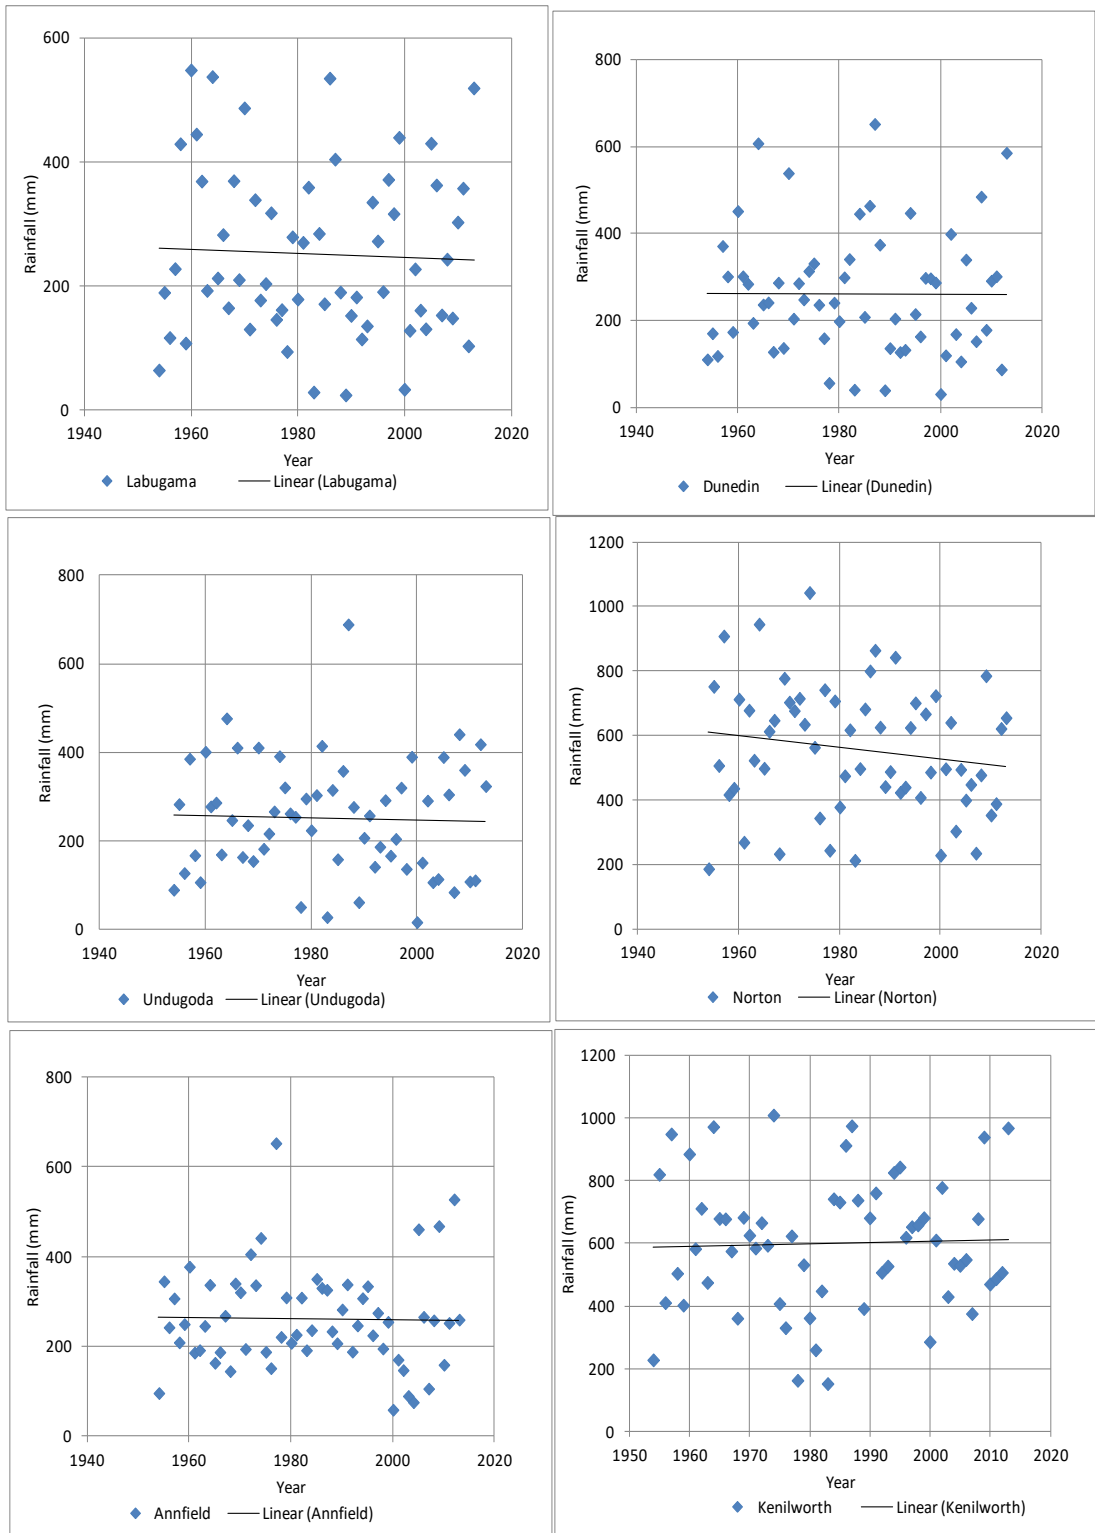 600
400
200
0
Rainfall (mm)
1940 1960 1980 2000 2020
Year
Labugama Linear (Labugama)
800
600
400
200
0
Rainfall (mm)
1940 1960 1980 2000 2020
Year
Dunedin Linear (Dunedin)
800
600
400
200
0
Rainfall (mm)
1940 1960 1980 2000 2020
Year
Undugoda Linear (Undugoda)
1200
1000
800
600
400
200
0
Rainfall (mm)
1940 1960 1980 2000 2020
Year
Norton Linear (Norton)
800
600
400
200
0
Rainfall (mm)
1940 1960 1980 2000 2020
Year
Annfield Linear (Annfield)
1200
1000
800
600
400
200
0
Rainfall (mm)
1950 1960 1970 1980 1990 2000 2010 2020
Year
Kenilworth Linear (Kenilworth)